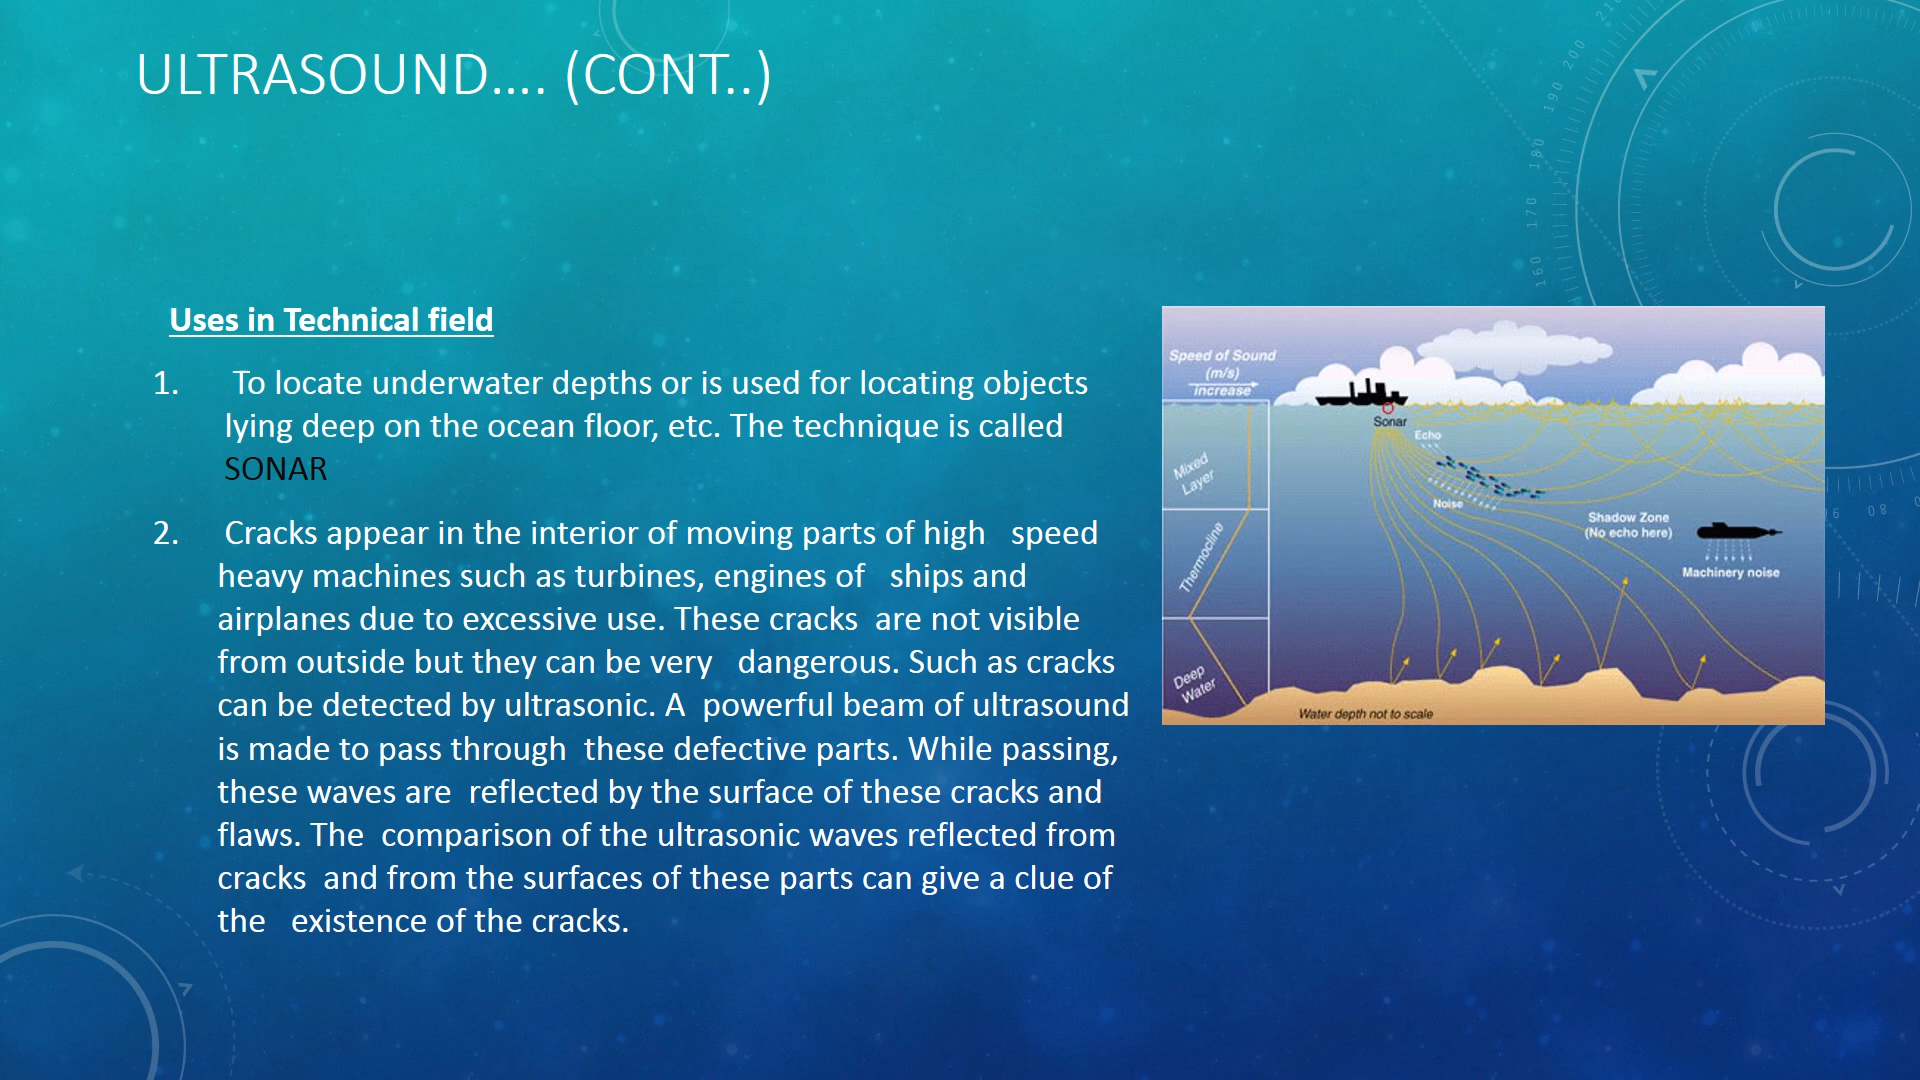 ULTRASOUND.... (CONT..)
Uses in Technical field
1. To locate underwater depths or is used for locating objects
lying deep on the ocean floor, etc. The technique is called
SONAR
2. Cracks appear in the interior of moving parts of high speed
heavy machines such as turbines, engines of ships and
airplanes due to excessive use. These cracks are not visible
from outside but they can be very dangerous. Such as cracks
can be detected by ultrasonic. A powerful beam of ultrasound
is made to pass through these defective parts. While passing,
these waves are reflected by the surface of these cracks and
flaws. The comparison of the ultrasonic waves reflected from
cracks and from the surfaces of these parts can give a clue of
the existence of the cracks.
Speed of Sound
(m/s)
increase
Sonar
Echo
Mixed
Layer
Noise
Shadow Zone
(No echo here)
Thermocline
Machinery noise
Deep
Water
Water depth not to scale
200
190
180
170
160
80